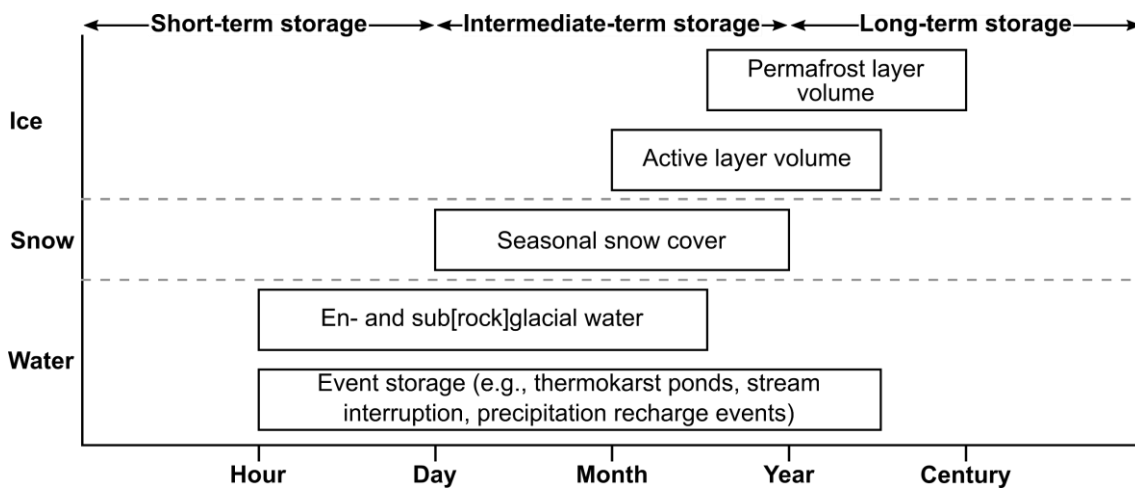 Short-term storage Intermediate-term storage Long-term storage
Permafrost layer
volume
Ice
Active layer volume
Snow
Seasonal snow cover
En- and sub[rock]glacial water
Water
Event storage (e.g., thermokarst ponds, stream
interruption, precipitation recharge events)
Hour Day Month Year Century